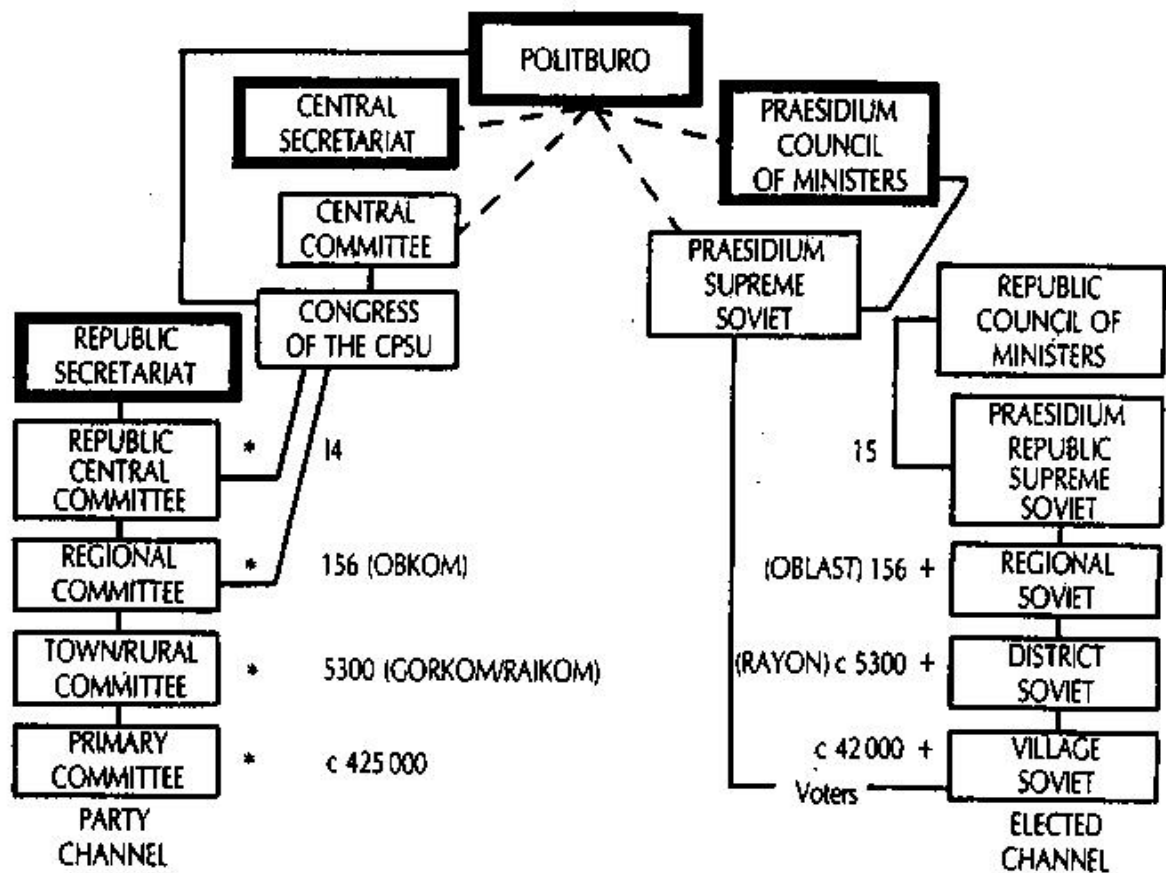 POLITBURO
CENTRAL
SECRETARIAT
PRAESIDIUM
COUNCIL
OF MINISTERS
CENTRAL
COMMITTEE
PRAESIDIUM
SUPREME
SOVIET
CONGRESS
OF THE CPSU
REPUBLIC
COUNCIL OF
MINISTERS
REPUBLIC
SECRETARIAT
REPUBLIC
CENTRAL
COMMITTEE
* 14
15
PRAESIDIUM
REPUBLIC
SUPREME
SOVIET
REGIONAL
COMMITTEE
* 156 (OBKOM)
(OBLAST) 156 +
REGIONAL
SOVIET
TOWN/RURAL
COMMITTEE
* 5300 (GORKOM/RAIKOM)
(RAYON) c 5300 +
DISTRICT
SOVIET
PRIMARY
COMMITTEE
* c 425 000
c 42 000 +
VILLAGE
SOVIET
Voters
PARTY
CHANNEL
ELECTED
CHANNEL